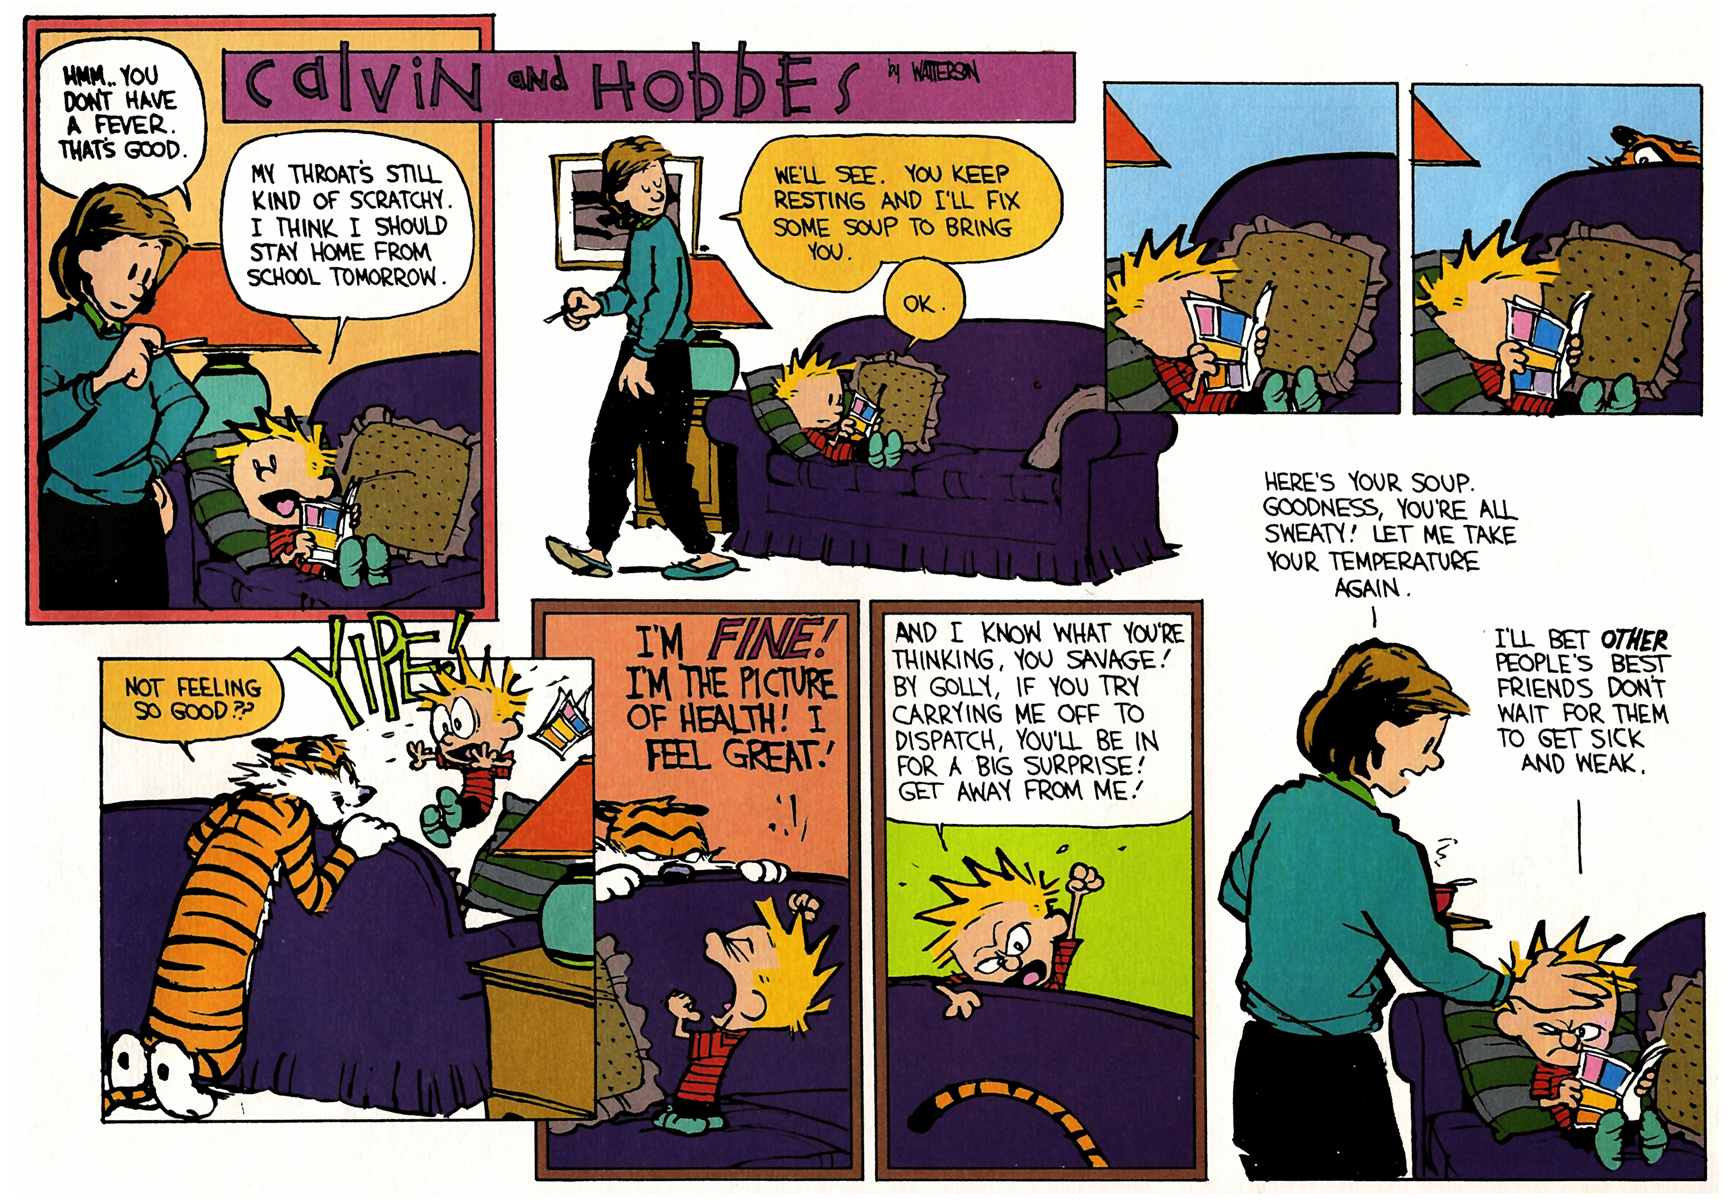 HMM.. YOU
DON'T HAVE
A FEVER.
THAT'S GOOD.
CALVIN AND HOBBES by WATTERSON
MY THROAT'S STILL
KIND OF SCRATCHY.
I THINK I SHOULD
STAY HOME FROM
SCHOOL TOMORROW.
WE'LL SEE. YOU KEEP
RESTING AND I'LL FIX
SOME SOUP TO BRING
YOU.
OK.
NOT FEELING
SO GOOD??
YIPE!
I'M FINE!
I'M THE PICTURE
OF HEALTH! I
FEEL GREAT!
AND I KNOW WHAT YOU'RE
THINKING, YOU SAVAGE!
BY GOLLY, IF YOU TRY
CARRYING ME OFF TO
DISPATCH, YOU'LL BE IN
FOR A BIG SURPRISE!
GET AWAY FROM ME!
HERE'S YOUR SOUP.
GOODNESS, YOU'RE ALL
SWEATY! LET ME TAKE
YOUR TEMPERATURE
AGAIN.
I'LL BET OTHER
PEOPLE'S BEST
FRIENDS DON'T
WAIT FOR THEM
TO GET SICK
AND WEAK.